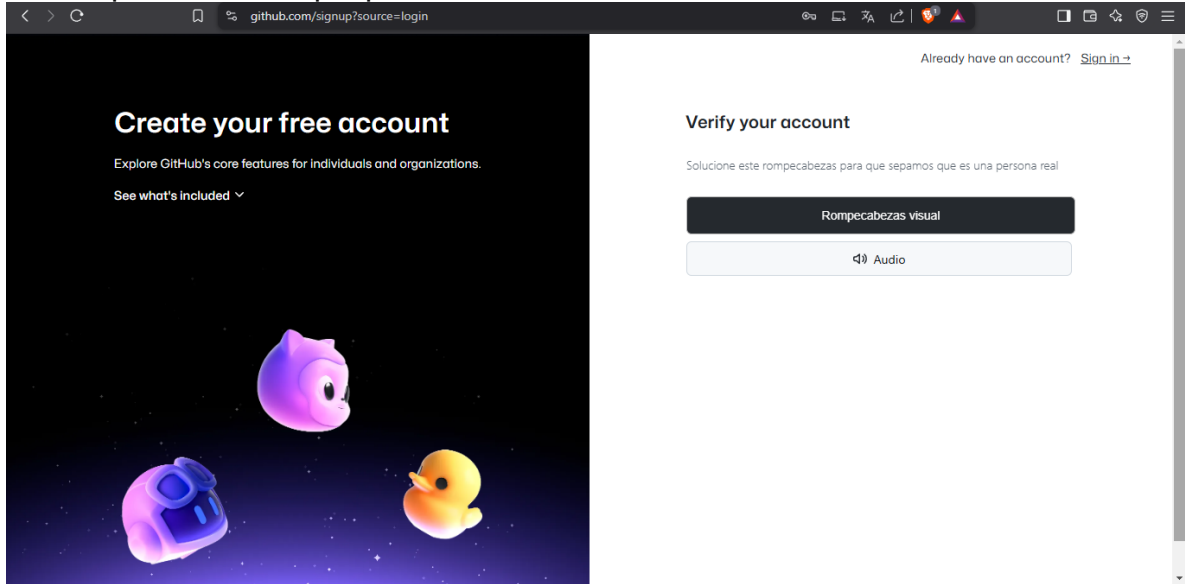 github.com/signup?source=login
Already have an account? Sign in →
Create your free account
Explore GitHub's core features for individuals and organizations.
See what's included
Verify your account
Solucione este rompecabezas para que sepamos que es una persona real
Rompecabezas visual
Audio